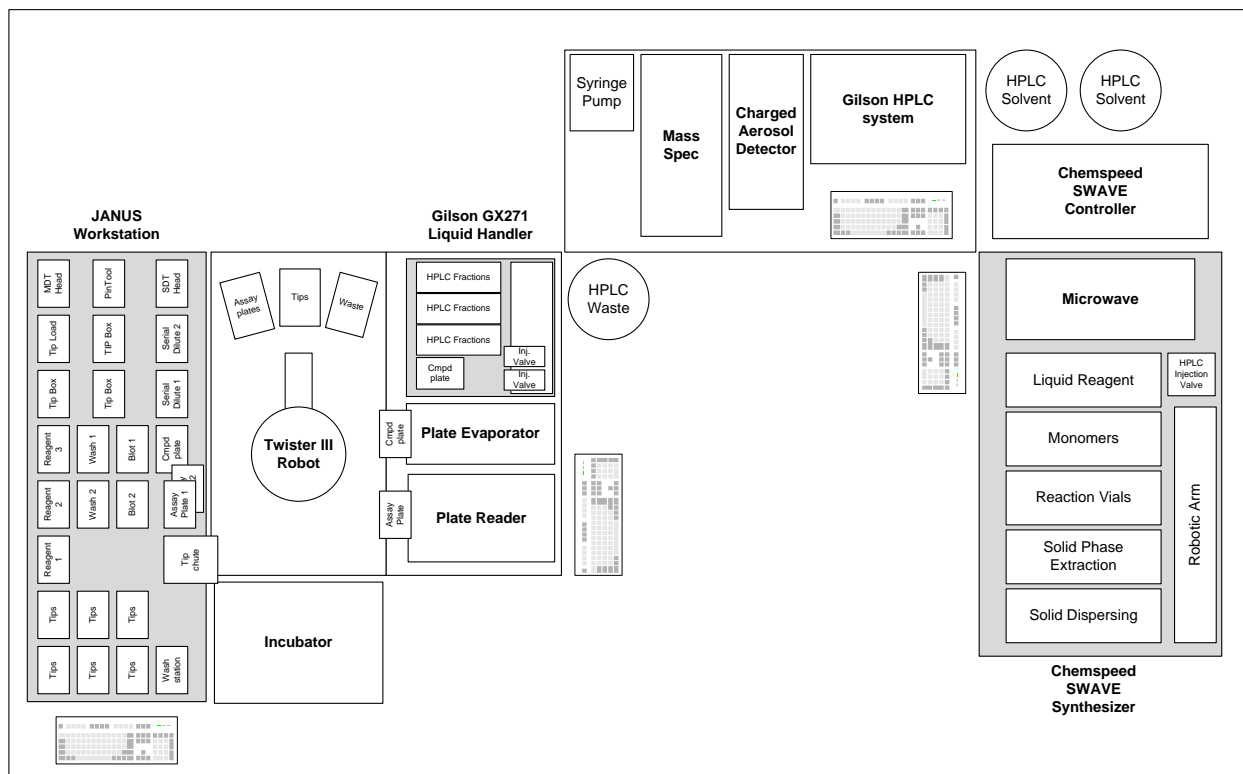 Syringe
Pump
Mass
Spec
Charged
Aerosol
Detector
Gilson HPLC
system
HPLC
Solvent
HPLC
Solvent
Chemspeed
SWAVE
Controller
JANUS
Workstation
MDT
Head
PinTool
SDT
Head
Tip Load
TIP Box
Serial
Dilute 2
Tip Box
Tip Box
Serial
Dilute 1
Reagent
3
Wash 1
Blot 1
Cmpd
plate
Reagent
2
Wash 2
Blot 2
Assay
Plate 1
2
Reagent
1
Tip
chute
Tips
Tips
Tips
Tips
Tips
Tips
Wash
station
Assay
plates
Tips
Waste
Twister III
Robot
Incubator
Gilson GX271
Liquid Handler
HPLC Fractions
HPLC Fractions
HPLC Fractions
Cmpd
plate
Inj.
Valve
Inj.
Valve
Cmpd
plate
Plate Evaporator
Assay
Plate
Plate Reader
HPLC
Waste
Microwave
Liquid Reagent
HPLC
Injection
Valve
Monomers
Reaction Vials
Solid Phase
Extraction
Solid Dispersing
Robotic Arm
Chemspeed
SWAVE
Synthesizer